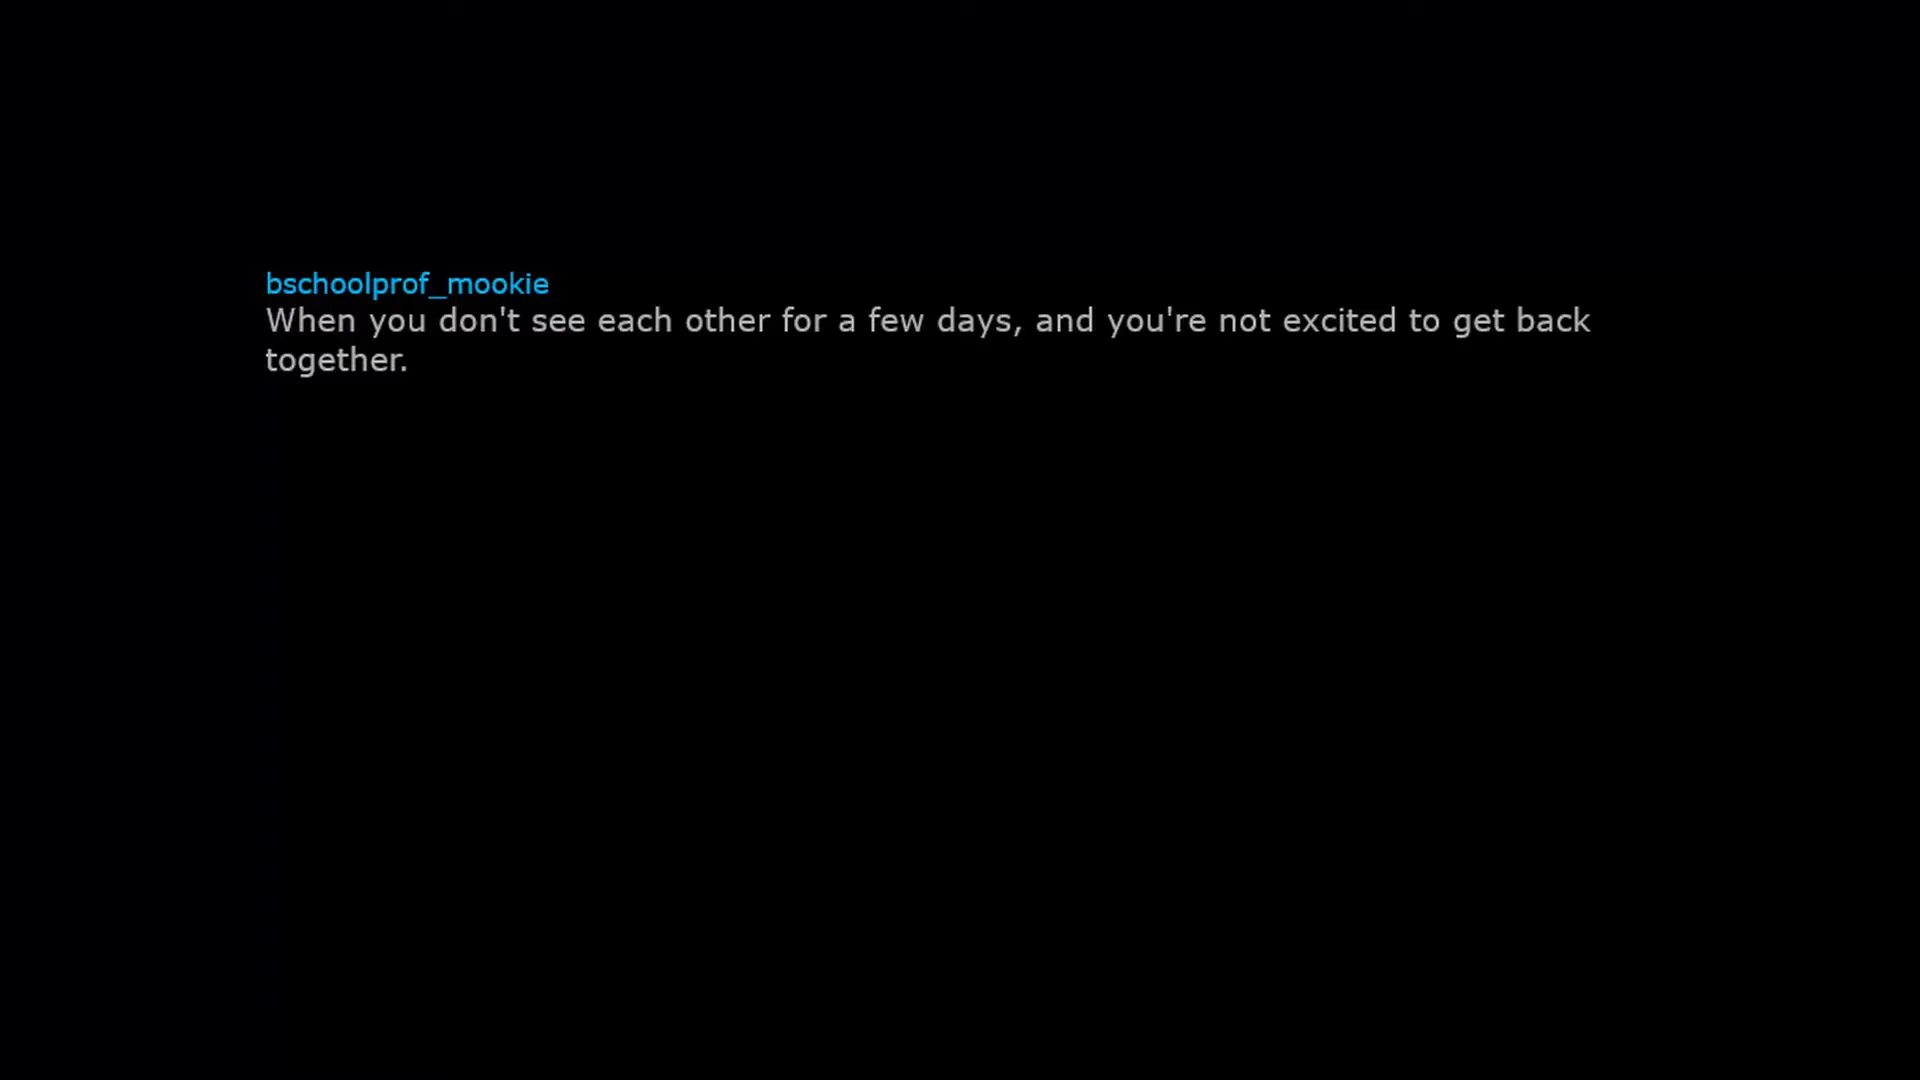 bschoolprof_mookie
When you don't see each other for a few days, and you're not excited to get back
together.